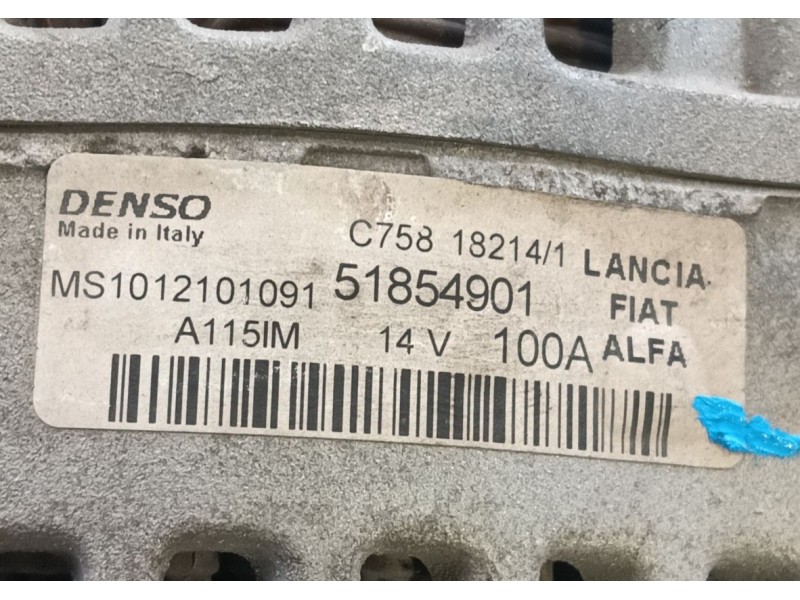 DENSO
Made in Italy
C758 18214/1
LANCIA
MS1012101091 51854901
FIAT
A115IM 14 V 100A
ALFA